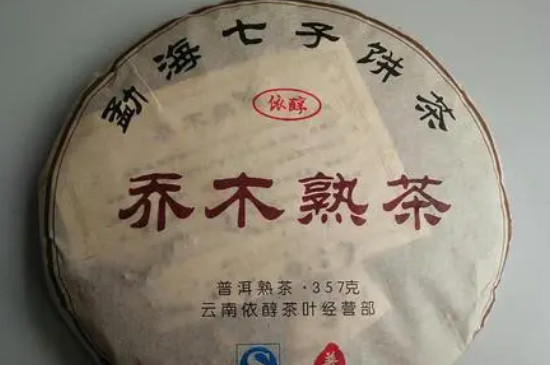 勐海七子饼茶
依醇
乔木熟茶
普洱熟茶·357克
云南依醇茶叶经营部